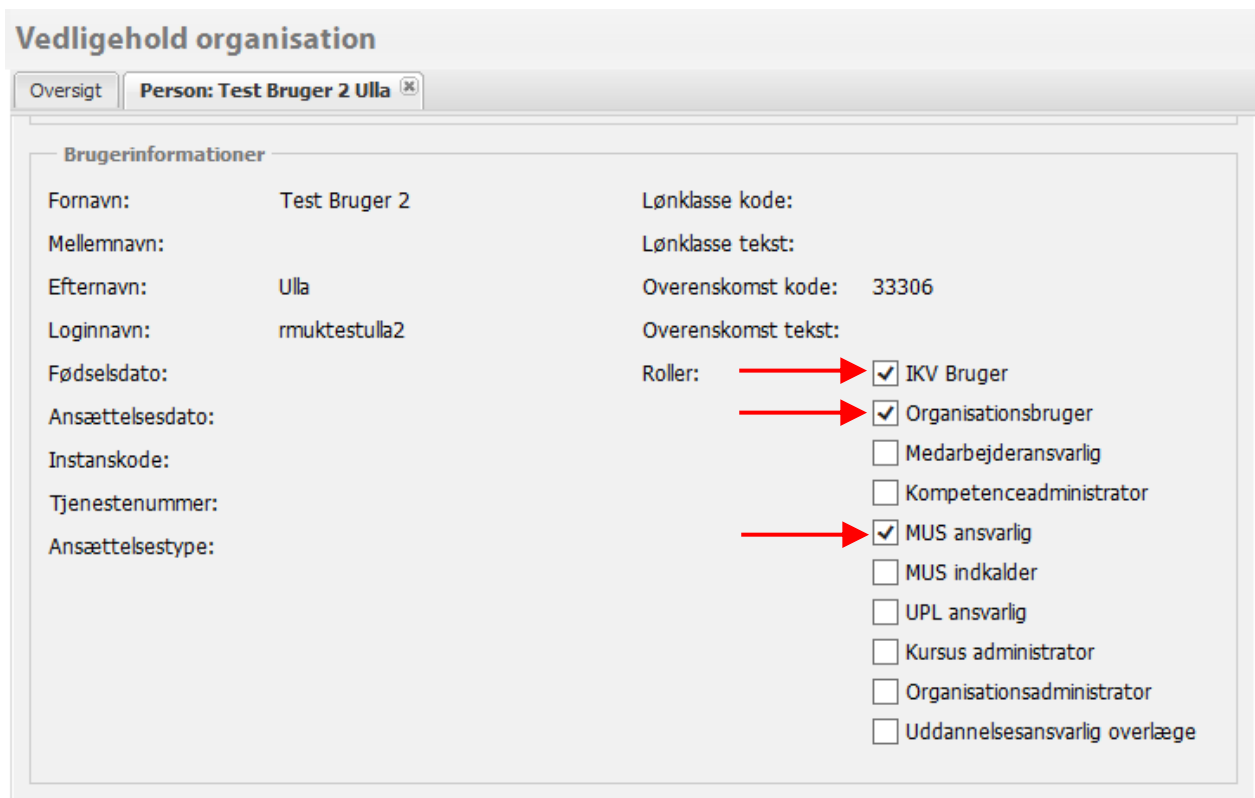 Vedligehold organisation
Oversigt Person: Test Bruger 2 Ulla
Brugerinformationer
Fornavn: Test Bruger 2 Lønklasse kode:
Mellemnavn: Lønklasse tekst:
Efternavn: Ulla Overenskomst kode: 33306
Loginnavn: rmuktestulla2 Overenskomst tekst:
Fødselsdato: Roller: IKV Bruger
Ansættelsesdato: Organisationsbruger
Instanskode: Medarbejderansvarlig
Tjenestenummer: Kompetenceadministrator
Ansættelsestype: MUS ansvarlig
MUS indkalder
UPL ansvarlig
Kursus administrator
Organisationsadministrator
Uddannelsesansvarlig overlæge